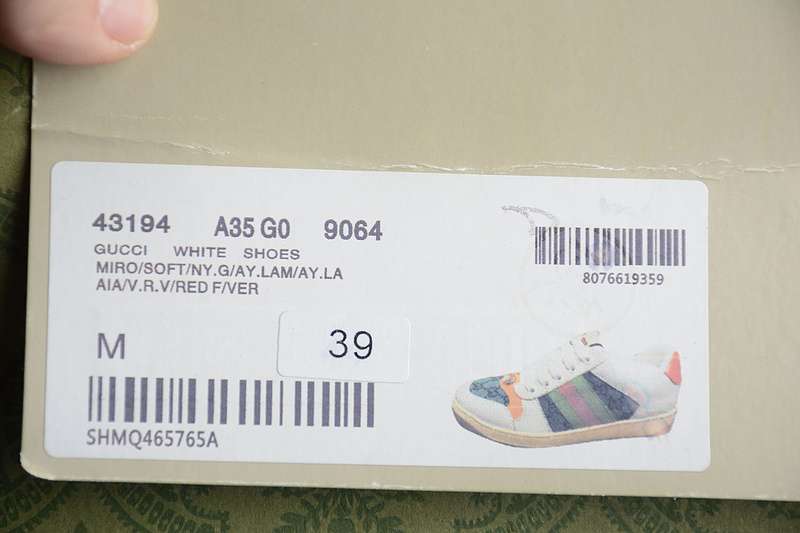 43194 A35 G0 9064
GUCCI WHITE SHOES
MIRO/SOFT/NY.G/AY.LAM/AY.LA
AIA/V.R.V/RED F/VER
8076619359
M
39
SHMQ465765A